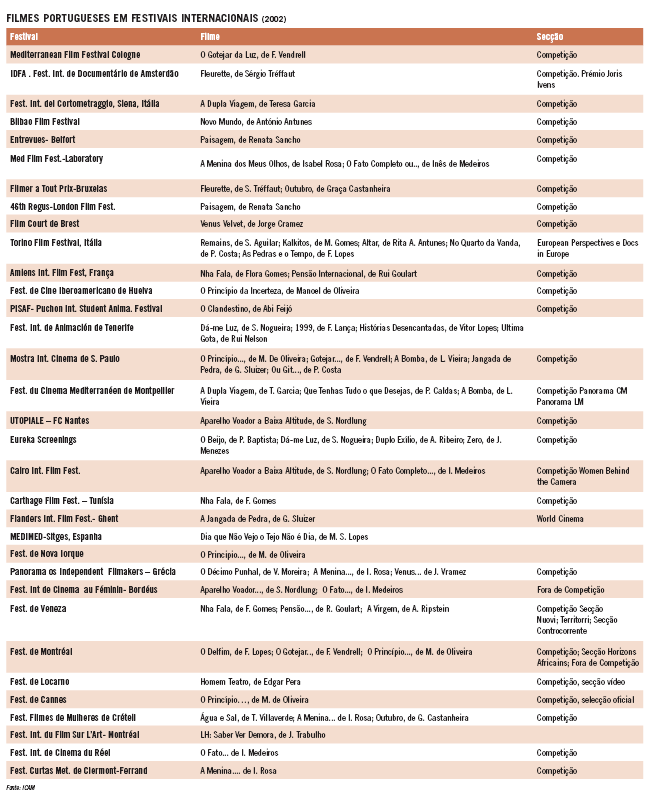 FILMES PORTUGUESES EM FESTIVAIS INTERNACIONAIS (2002)
Festival Filme Secção
Mediterranean Film Festival Cologne O Gotejar da Luz, de F. Vendrell Competição
IDFA . Fest. Int. de Documentário de Amsterdão Fleurette, de Sérgio Tréffaut Competição. Prémio Joris
Ivens
Fest. Int. del Cortometraggio, Siena, Itália A Dupla Viagem, de Teresa Garcia Competição
Bilbao Film Festival Novo Mundo, de António Antunes Competição
Entrevues- Belfort Paisagem, de Renata Sancho Competição
Med Film Fest.-Laboratory A Menina dos Meus Olhos, de Isabel Rosa; O Fato Completo ou.., de Inês de Medeiros Competição
Filmer a Tout Prix-Bruxelas Fleurette, de S. Tréffaut; Outubro, de Graça Castanheira Competição
46th Regus-London Film Fest. Paisagem, de Renata Sancho Competição
Film Court de Brest Venus Velvet, de Jorge Cramez Competição
Torino Film Festival, Itália Remains, de S. Aguilar; Kalkitos, de M. Gomes; Altar, de Rita A. Antunes; No Quarto da Vanda, European Perspectives e Docs
de P. Costa; As Pedras e o Tempo, de F. Lopes in Europe
Amiens Int. Film Fest, França Nha Fala, de Flora Gomes; Pensão Internacional, de Rui Goulart Competição
Fest. de Cine Iberoamericano de Huelva O Princípio da Incerteza, de Manoel de Oliveira Competição
PISAF- Puchon Int. Student Anima. Festival O Clandestino, de Abi Feijó Competição
Fest. Int. de Animación de Tenerife Dá-me Luz, de S. Nogueira; 1999, de F. Lança; Histórias Desencantadas, de Vitor Lopes; Ultima
Gota, de Rui Nelson
Mostra Int. Cinema de S. Paulo O Princípio..., de M. De Oliveira; Gotejar..., de F. Vendrell; A Bomba, de L. Vieira; Jangada de Competição
Pedra, de G. Sluizer; Ou Git..., de P. Costa
Fest. du Cinema Mediterranéen de Montpellier A Dupla Viagem, de T. Garcia; Que Tenhas Tudo o que Desejas, de P. Caldas; A Bomba, de L. Competição Panorama CM
Vieira Panorama LM
UTOPIALE – FC Nantes Aparelho Voador a Baixa Altitude, de S. Nordlung Competição
Eureka Screenings O Beijo, de P. Baptista; Dá-me Luz, de S. Nogueira; Duplo Exílio, de A. Ribeiro; Zero, de J. Competição
Menezes
Cairo Int. Film Fest. Aparelho Voador a Baixa Altitude, de S. Nordlung; O Fato Completo..., de I. Medeiros Competição Women Behind
the Camera
Carthage Film Fest. – Tunísia Nha Fala, de F. Gomes Competição
Flanders Int. Film Fest.- Ghent A Jangada de Pedra, de G. Sluizer World Cinema
MEDIMED-Sitges, Espanha Dia que Não Vejo o Tejo Não é Dia, de M. S. Lopes
Fest. de Nova Iorque O Princípio..., de M. de Oliveira
Panorama os Independent Filmakers – Grécia O Décimo Punhal, de V. Moreira; A Menina..., de I. Rosa; Venus... de J. Vramez Competição
Fest. Int de Cinema au Féminin- Bordéus Aparelho Voador..., de S. Nordlung; O Fato..., de I. Medeiros Fora de Competição
Fest. de Veneza Nha Fala, de F. Gomes; Pensão..., de R. Goulart; A Virgem, de A. Ripstein Competição Secção
Nuovi; Territorri; Secção
Controcorrente
Fest. de Montréal O Delfim, de F. Lopes; O Gotejar.., de F. Vendrell; O Princípio..., de M. de Oliveira Competição; Secção Horizons
Africains; Fora de Competição
Fest. de Locarno Homem Teatro, de Edgar Pera Competição, secção vídeo
Fest. de Cannes O Princípio..., de M. de Oliveira Competição, selecção oficial
Fest. Filmes de Mulheres de Créteil Água e Sal, de T. Villaverde; A Menina... de I. Rosa; Outubro, de G. Castanheira Competição
Fest. Int. du Film Sur L'Art- Montréal LH: Saber Ver Demora, de J. Trabulho
Fest. Int. de Cinema du Réel O Fato... de I. Medeiros Competição
Fest. Curtas Met. de Clermont-Ferrand A Menina.... de I. Rosa Competição
Fonte: ICAM